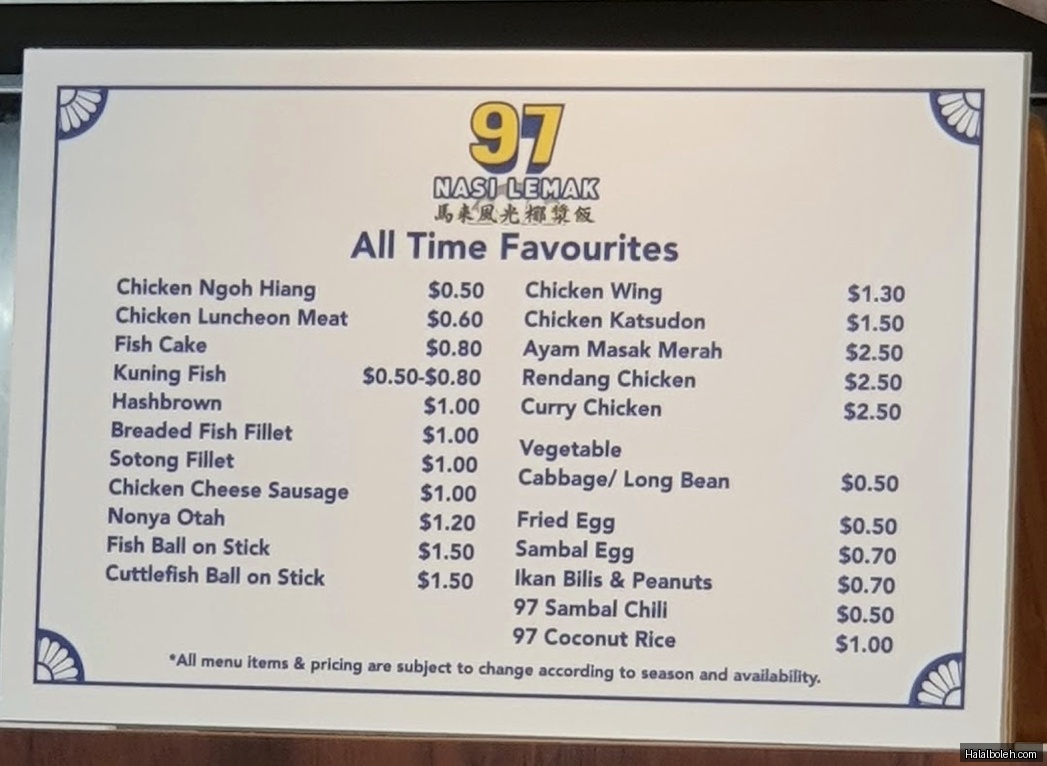 97
NASI LEMAK
馬来風光椰漿飯
All Time Favourites
Chicken Ngoh Hiang $0.50
Chicken Luncheon Meat $0.60
Fish Cake $0.80
Kuning Fish $0.50-$0.80
Hashbrown $1.00
Breaded Fish Fillet $1.00
Sotong Fillet $1.00
Chicken Cheese Sausage $1.00
Nonya Otah $1.20
Fish Ball on Stick $1.50
Cuttlefish Ball on Stick $1.50
Chicken Wing $1.30
Chicken Katsudon $1.50
Ayam Masak Merah $2.50
Rendang Chicken $2.50
Curry Chicken $2.50
Vegetable
Cabbage/ Long Bean $0.50
Fried Egg $0.50
Sambal Egg $0.70
Ikan Bilis & Peanuts $0.70
97 Sambal Chili $0.50
97 Coconut Rice $1.00
*All menu items & pricing are subject to change according to season and availability.
Halalboleh.com